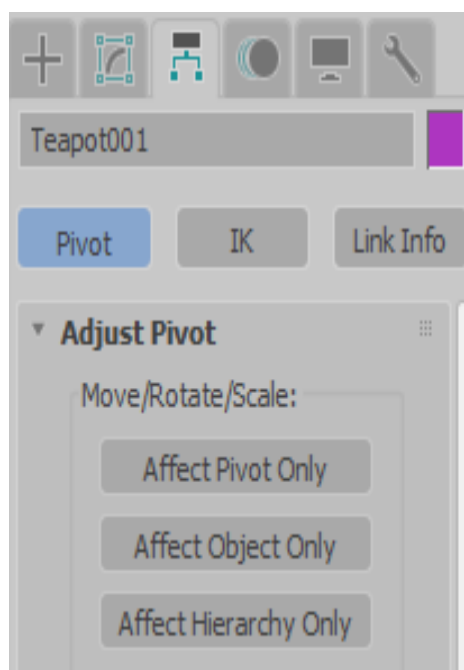 Teapot001
Pivot IK Link Info
Adjust Pivot
Move/Rotate/Scale:
Affect Pivot Only
Affect Object Only
Affect Hierarchy Only